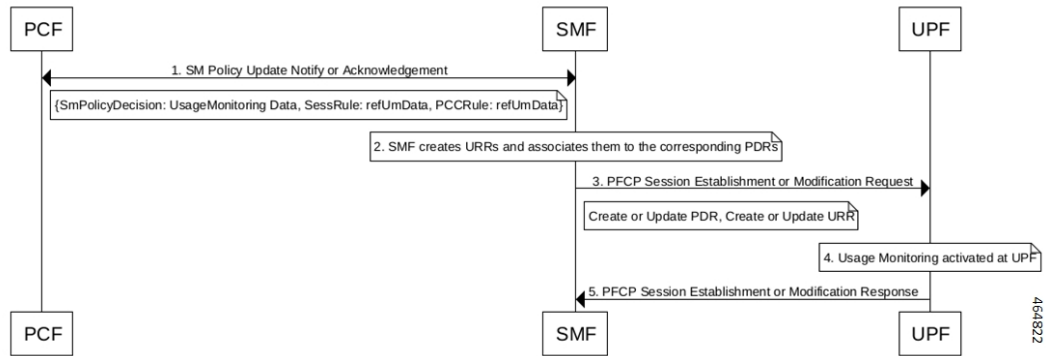 PCF SMF UPF
1. SM Policy Update Notify or Acknowledgement
{SmPolicyDecision: UsageMonitoring Data, SessRule: refUmData, PCCRule: refUmData}
2. SMF creates URRs and associates them to the corresponding PDRs
3. PFCP Session Establishment or Modification Request
Create or Update PDR, Create or Update URR
4. Usage Monitoring activated at UPF
5. PFCP Session Establishment or Modification Response
PCF SMF UPF
464822